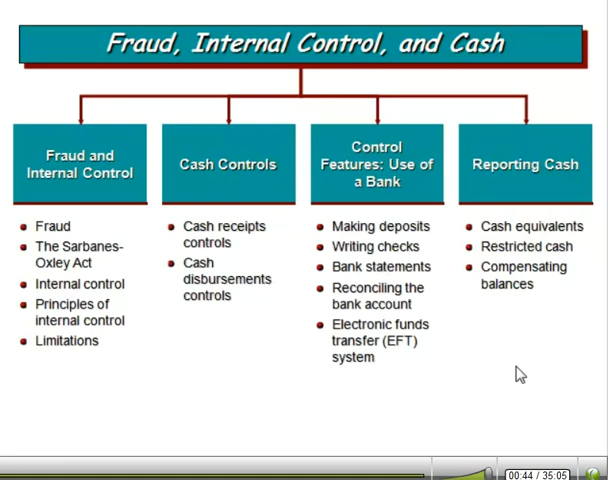 Fraud, Internal Control, and Cash
Fraud and
Internal Control
Fraud
The Sarbanes-
Oxley Act
Internal control
Principles of
internal control
Limitations
Cash Controls
Cash receipts
controls
Cash
disbursements
controls
Control
Features: Use of
a Bank
Making deposits
Writing checks
Bank statements
Reconciling the
bank account
Electronic funds
transfer (EFT)
system
Reporting Cash
Cash equivalents
Restricted cash
Compensating
balances
00:44 / 35:05